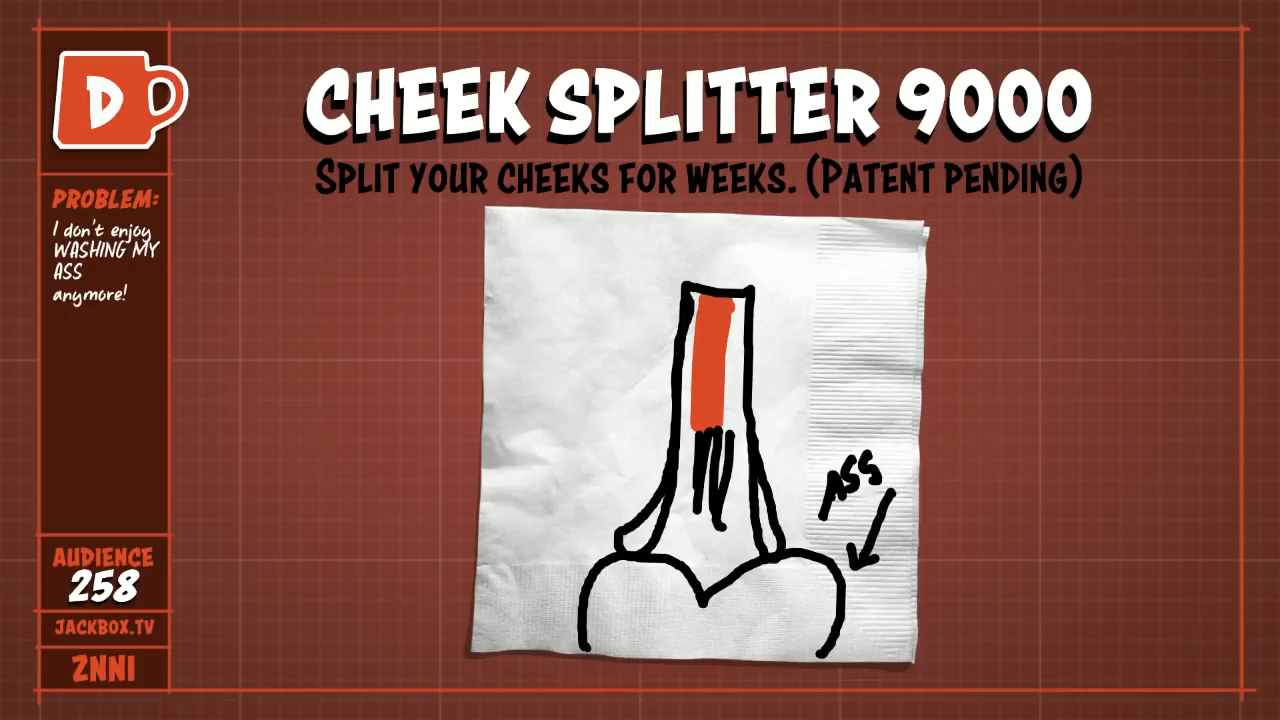 D
CHEEK SPLITTER 9000
SPLIT YOUR CHEEKS FOR WEEKS. (PATENT PENDING)
PROBLEM:
I don't enjoy
WASHING MY
ASS
anymore!
ASS
AUDIENCE
258
JACKBOX.TV
ZNNI